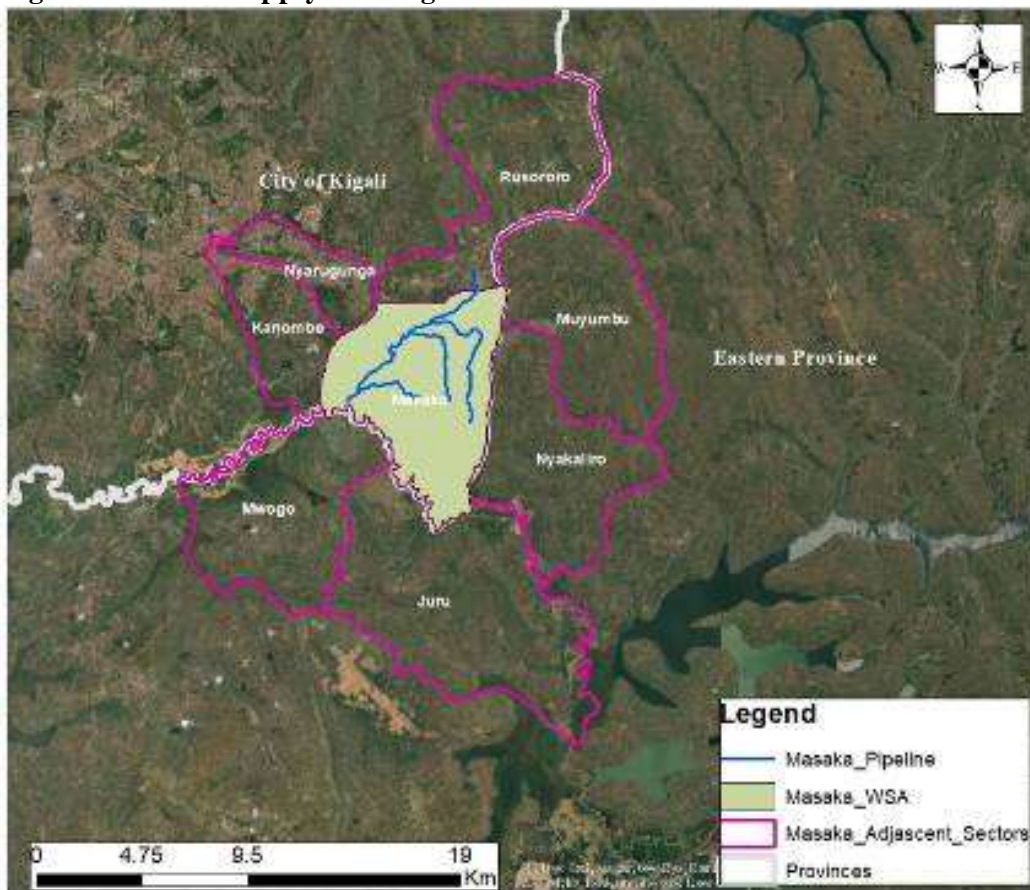 N
W E
S
Rusororo
City of Kigali
Nyarugunga
Kanombe
Muyumbu
Eastern Province
Masaka
Nyakaliro
Mwogo
Juru
Legend
Masaka_Pipeline
Masaka_WSA
Masaka_Adjascent_Sectors
Provinces
0 4.75 9.5 19
Km